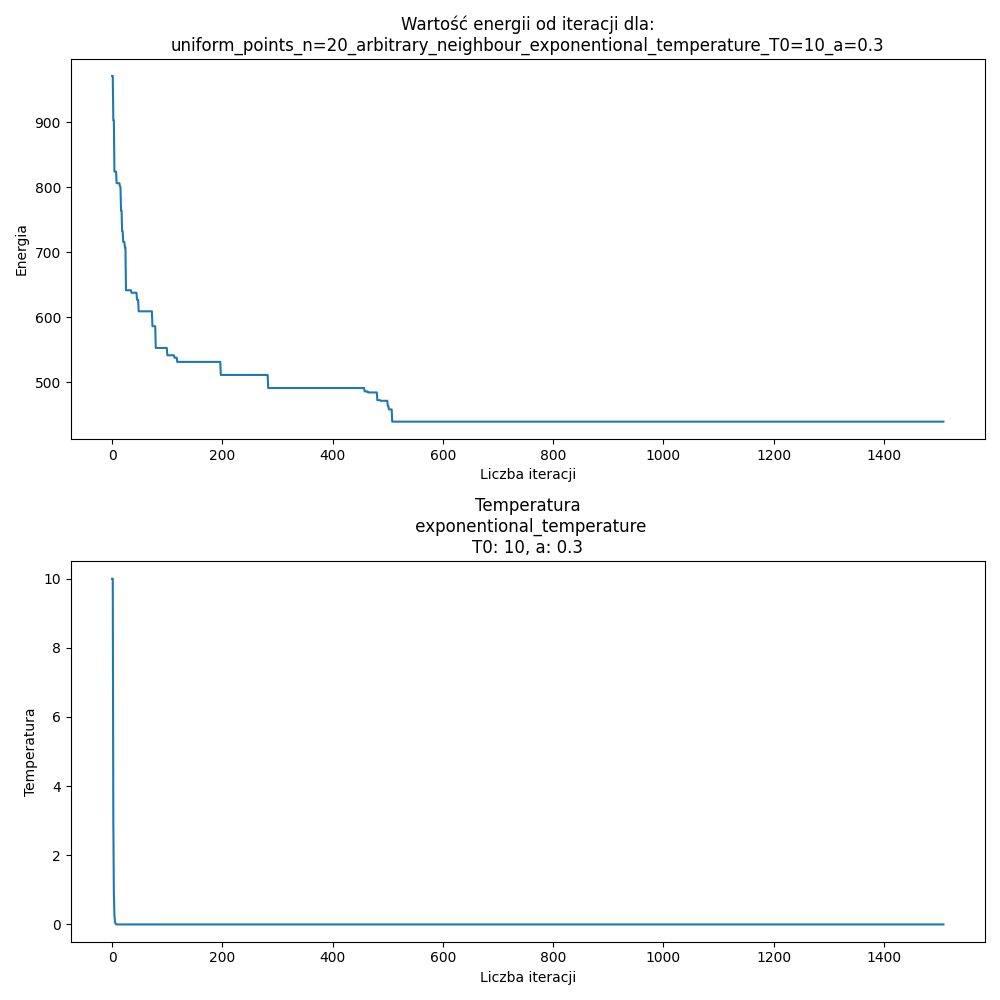 Wartość energii od iteracji dla:
uniform_points_n=20_arbitrary_neighbour_exponentional_temperature_T0=10_a=0.3
900
800
700
600
500
Energia
0 200 400 600 800 1000 1200 1400
Liczba iteracji
Temperatura
exponentional_temperature
T0: 10, a: 0.3
10
8
6
4
2
0
Temperatura
0 200 400 600 800 1000 1200 1400
Liczba iteracji